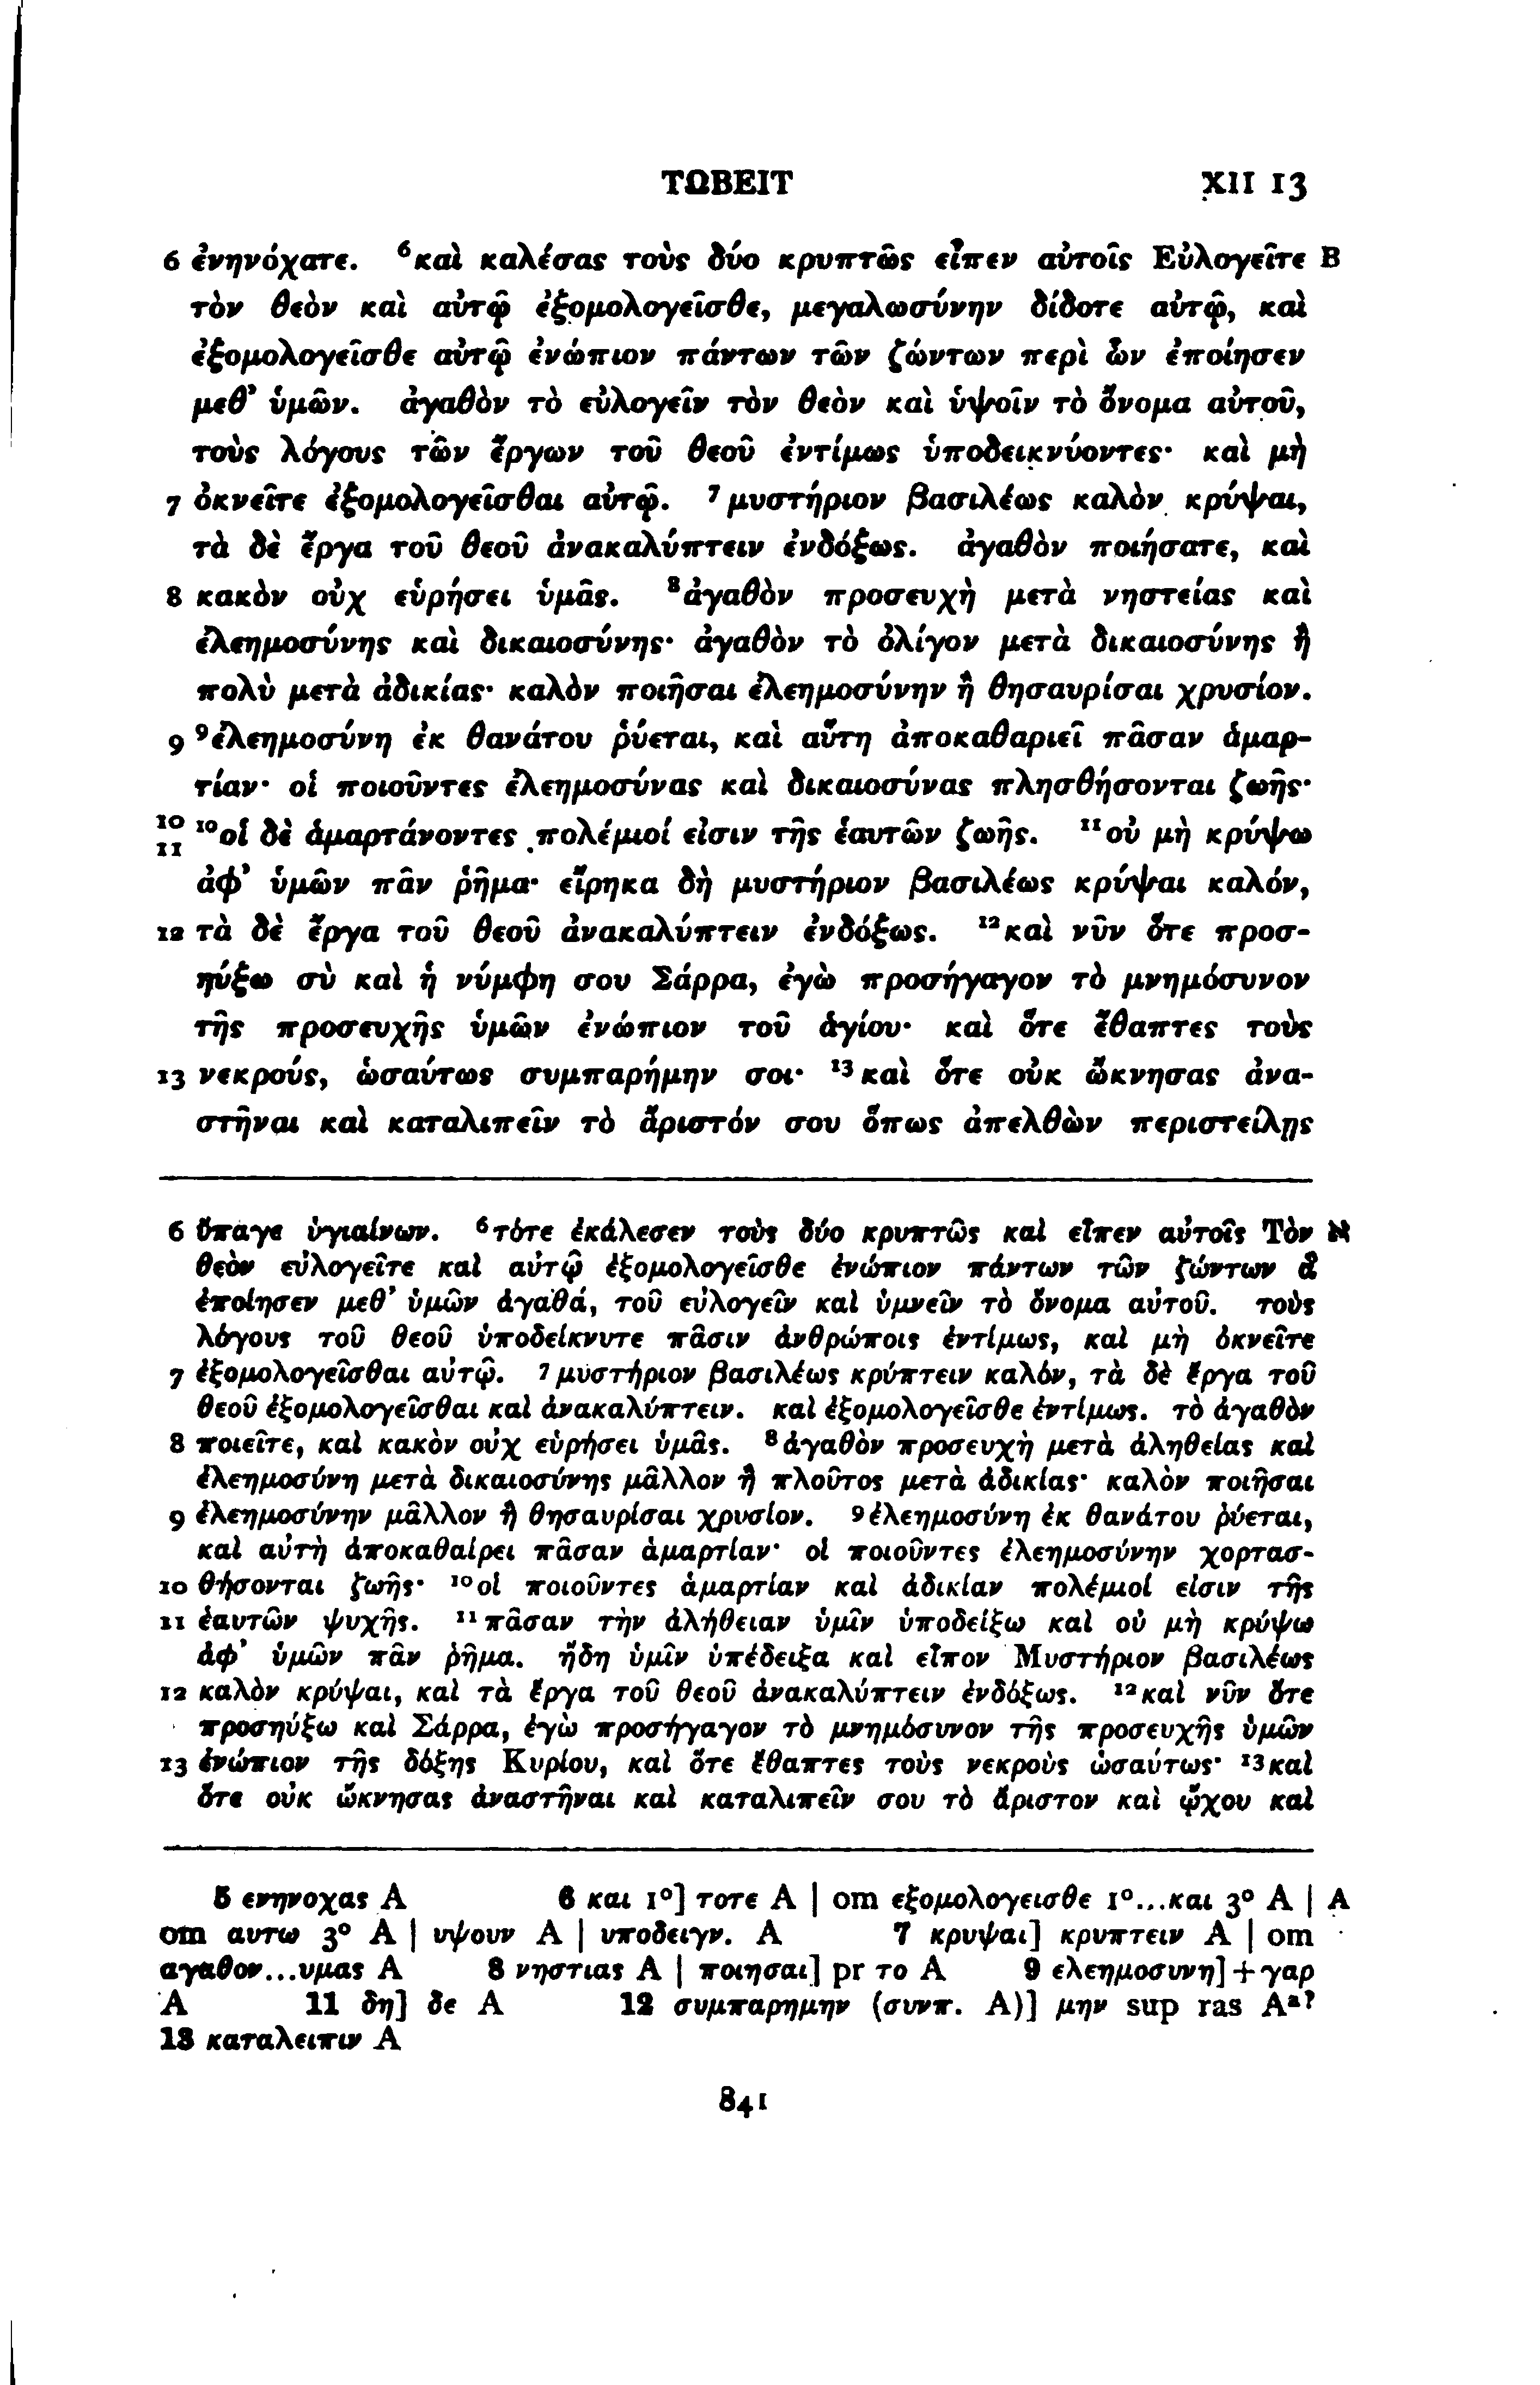 ΤΩΒΕΙΤ XII 13
6 ἐνηνόχατε. ⁶καὶ καλέσας τοὺς δύο κρυπτῶς εἶπεν αὐτοῖς Εὐλογεῖτε B
τὸν θεὸν καὶ αὐτῷ ἐξομολογεῖσθε, μεγαλωσύνην δίδοτε αὐτῷ, καὶ
ἐξομολογεῖσθε αὐτῷ ἐνώπιον πάντων τῶν ζώντων περὶ ὧν ἐποίησεν
μεθ’ ὑμῶν. ἀγαθὸν τὸ εὐλογεῖν τὸν θεὸν καὶ ὑψοῖν τὸ ὄνομα αὐτοῦ,
τοὺς λόγους τῶν ἔργων τοῦ θεοῦ ἐντίμως ὑποδεικνύοντες· καὶ μὴ
7 ὀκνεῖτε ἐξομολογεῖσθαι αὐτῷ. ⁷μυστήριον βασιλέως καλὸν κρύψαι,
τὰ δὲ ἔργα τοῦ θεοῦ ἀνακαλύπτειν ἐνδόξως. ἀγαθὸν ποιήσατε, καὶ
8 κακὸν οὐχ εὑρήσει ὑμᾶς. ⁸ἀγαθὸν προσευχὴ μετὰ νηστείας καὶ
ἐλεημοσύνης καὶ δικαιοσύνης· ἀγαθὸν τὸ ὀλίγον μετὰ δικαιοσύνης ἢ
πολὺ μετὰ ἀδικίας· καλὸν ποιῆσαι ἐλεημοσύνην ἢ θησαυρίσαι χρυσίον.
9 ⁹ἐλεημοσύνη ἐκ θανάτου ῥύεται, καὶ αὕτη ἀποκαθαριεῖ πᾶσαν ἁμαρ-
τίαν· οἱ ποιοῦντες ἐλεημοσύνας καὶ δικαιοσύνας πλησθήσονται ζωῆς·
10 11 ¹⁰οἱ δὲ ἁμαρτάνοντες πολέμιοί εἰσιν τῆς ἑαυτῶν ζωῆς. ¹¹οὐ μὴ κρύψω
ἀφ’ ὑμῶν πᾶν ῥῆμα· εἴρηκα δὴ μυστήριον βασιλέως κρύψαι καλόν,
12 τὰ δὲ ἔργα τοῦ θεοῦ ἀνακαλύπτειν ἐνδόξως. ¹²καὶ νῦν ὅτε προσ-
ηύξω σὺ καὶ ἡ νύμφη σου Σάρρα, ἐγὼ προσήγαγον τὸ μνημόσυνον
τῆς προσευχῆς ὑμῶν ἐνώπιον τοῦ ἁγίου· καὶ ὅτε ἔθαπτες τοὺς
13 νεκρούς, ὡσαύτως συμπαρήμην σοι· ¹³καὶ ὅτε οὐκ ὤκνησας ἀνα-
στῆναι καὶ καταλιπεῖν τὸ ἄριστόν σου ὅπως ἀπελθὼν περιστείλῃς
6 ὕπαγε ὑγιαίνων. ⁶τότε ἐκάλεσεν τοὺς δύο κρυπτῶς καὶ εἶπεν αὐτοῖς Τὸν א
θεὸν εὐλογεῖτε καὶ αὐτῷ ἐξομολογεῖσθε ἐνώπιον πάντων τῶν ζώντων ἃ
ἐποίησεν μεθ’ ὑμῶν ἀγαθά, τοῦ εὐλογεῖν καὶ ὑμνεῖν τὸ ὄνομα αὐτοῦ. τοὺς
λόγους τοῦ θεοῦ ὑποδείκνυτε πᾶσιν ἀνθρώποις ἐντίμως, καὶ μὴ ὀκνεῖτε
7 ἐξομολογεῖσθαι αὐτῷ. ⁷μυστήριον βασιλέως κρύπτειν καλόν, τὰ δὲ ἔργα τοῦ
θεοῦ ἐξομολογεῖσθαι καὶ ἀνακαλύπτειν. καὶ ἐξομολογεῖσθε ἐντίμως. τὸ ἀγαθὸν
8 ποιεῖτε, καὶ κακὸν οὐχ εὑρήσει ὑμᾶς. ⁸ἀγαθὸν προσευχὴ μετὰ ἀληθείας καὶ
ἐλεημοσύνη μετὰ δικαιοσύνης μᾶλλον ἢ πλοῦτος μετὰ ἀδικίας· καλὸν ποιῆσαι
9 ἐλεημοσύνην μᾶλλον ἢ θησαυρίσαι χρυσίον. ⁹ἐλεημοσύνη ἐκ θανάτου ῥύεται,
καὶ αὐτὴ ἀποκαθαίρει πᾶσαν ἁμαρτίαν· οἱ ποιοῦντες ἐλεημοσύνην χορτασ-
10 θήσονται ζωῆς· ¹⁰οἱ ποιοῦντες ἁμαρτίαν καὶ ἀδικίαν πολέμιοί εἰσιν τῆς
11 ἑαυτῶν ψυχῆς. ¹¹πᾶσαν τὴν ἀλήθειαν ὑμῖν ὑποδείξω καὶ οὐ μὴ κρύψω
ἀφ’ ὑμῶν πᾶν ῥῆμα. ἤδη ὑμῖν ὑπέδειξα καὶ εἶπον Μυστήριον βασιλέως
12 καλὸν κρύψαι, καὶ τὰ ἔργα τοῦ θεοῦ ἀνακαλύπτειν ἐνδόξως. ¹²καὶ νῦν ὅτε
προσηύξω καὶ Σάρρα, ἐγὼ προσήγαγον τὸ μνημόσυνον τῆς προσευχῆς ὑμῶν
13 ἐνώπιον τῆς δόξης Κυρίου, καὶ ὅτε ἔθαπτες τοὺς νεκροὺς ὡσαύτως· ¹³καὶ
ὅτε οὐκ ὤκνησας ἀναστῆναι καὶ καταλιπεῖν σου τὸ ἄριστον καὶ ᾤχου καὶ
5 ενηνοχας A 6 και 1°] τοτε A | om εξομολογεισθε 1°...και 3° A | A
om αυτω 3° A | υψουν A | υποδειγν. A 7 κρυψαι] κρυπτειν A | om
αγαθον...υμας A 8 νηστιας A | ποιησαι] pr το A 9 ελεημοσυνη] + γαρ
A 11 δη] δε A 12 συμπαρημην (συνπ. A)] μην sup ras Aᵃ?
13 καταλειπιν A
841